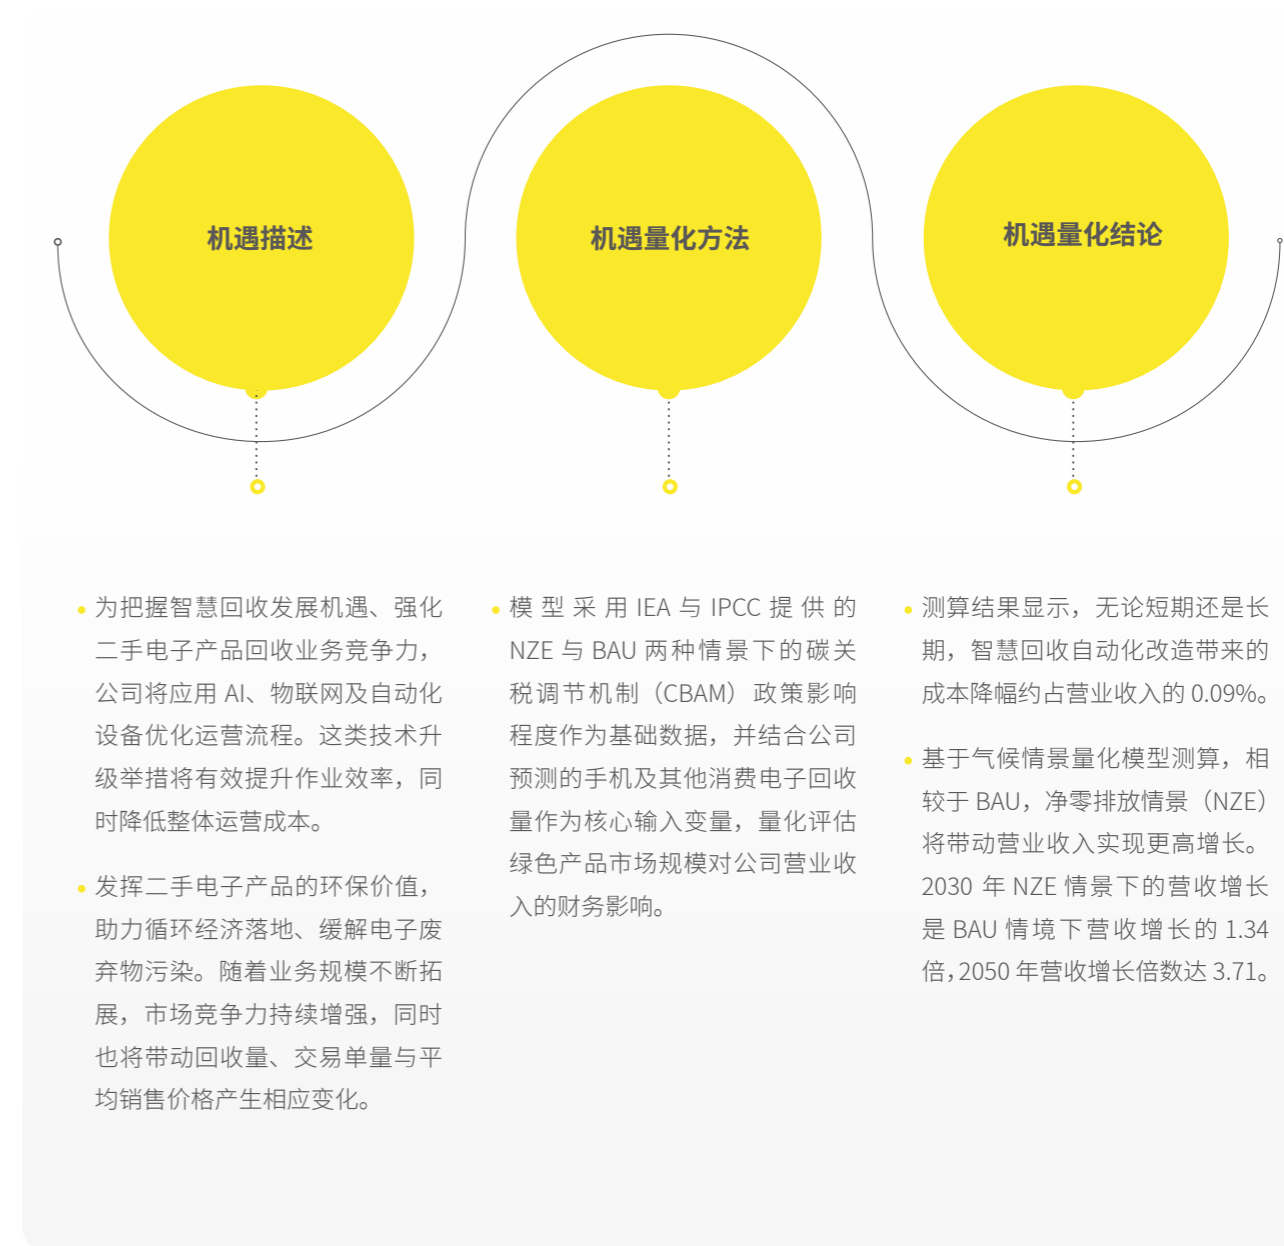 机遇描述
机遇量化方法
机遇量化结论
为把握智慧回收发展机遇、强化
二手电子产品回收业务竞争力，
公司将应用 AI、物联网及自动化
设备优化运营流程。这类技术升
级举措将有效提升作业效率，同
时降低整体运营成本。
发挥二手电子产品的环保价值，
助力循环经济落地、缓解电子废
弃物污染。随着业务规模不断拓
展，市场竞争力持续增强，同时
也将带动回收量、交易单量与平
均销售价格产生相应变化。
模型采用 IEA 与 IPCC 提供的
NZE 与 BAU 两种情景下的碳关
税调节机制（CBAM）政策影响
程度作为基础数据，并结合公司
预测的手机及其他消费电子回收
量作为核心输入变量，量化评估
绿色产品市场规模对公司营业收
入的财务影响。
测算结果显示，无论短期还是长
期，智慧回收自动化改造带来的
成本降幅约占营业收入的 0.09%。
基于气候情景量化模型测算，相
较于 BAU，净零排放情景（NZE）
将带动营业收入实现更高增长。
2030 年 NZE 情景下的营收增长
是 BAU 情境下营收增长的 1.34
倍，2050 年营收增长倍数达 3.71。